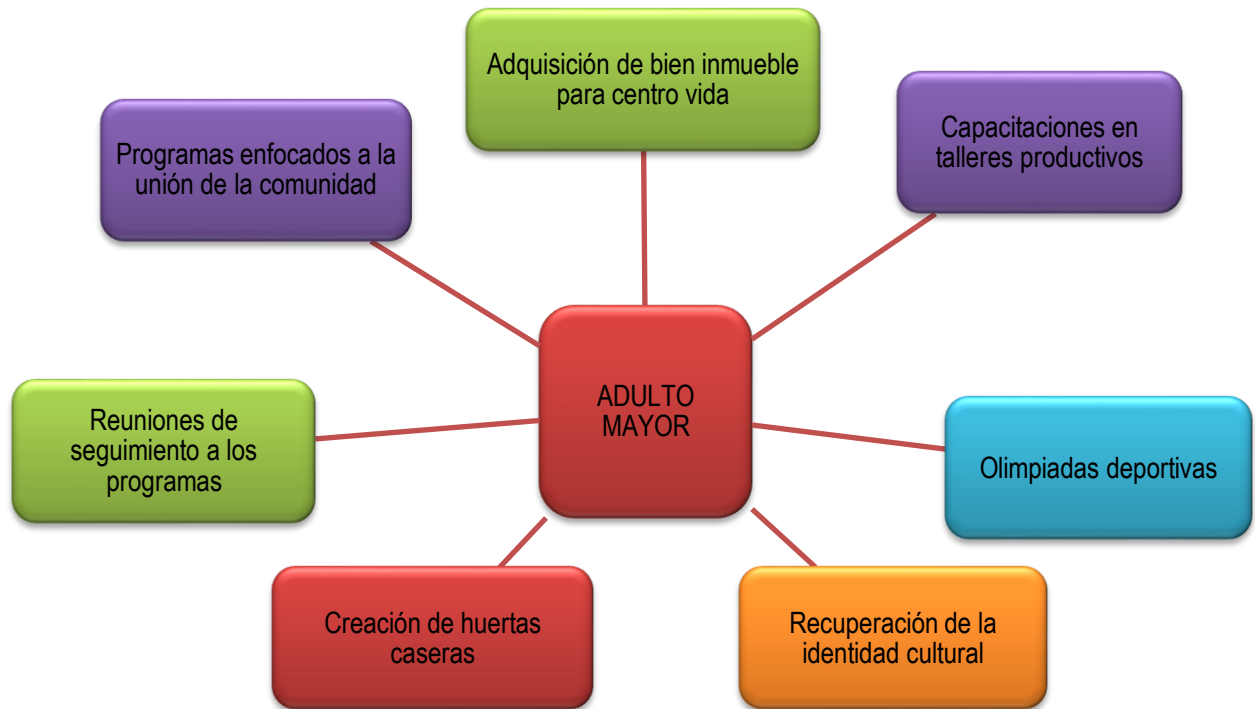 Adquisición de bien inmueble
para centro vida
Capacitaciones en
talleres productivos
Programas enfocados a la
unión de la comunidad
ADULTO
MAYOR
Reuniones de
seguimiento a los
programas
Olimpiadas deportivas
Creación de huertas
caseras
Recuperación de la
identidad cultural